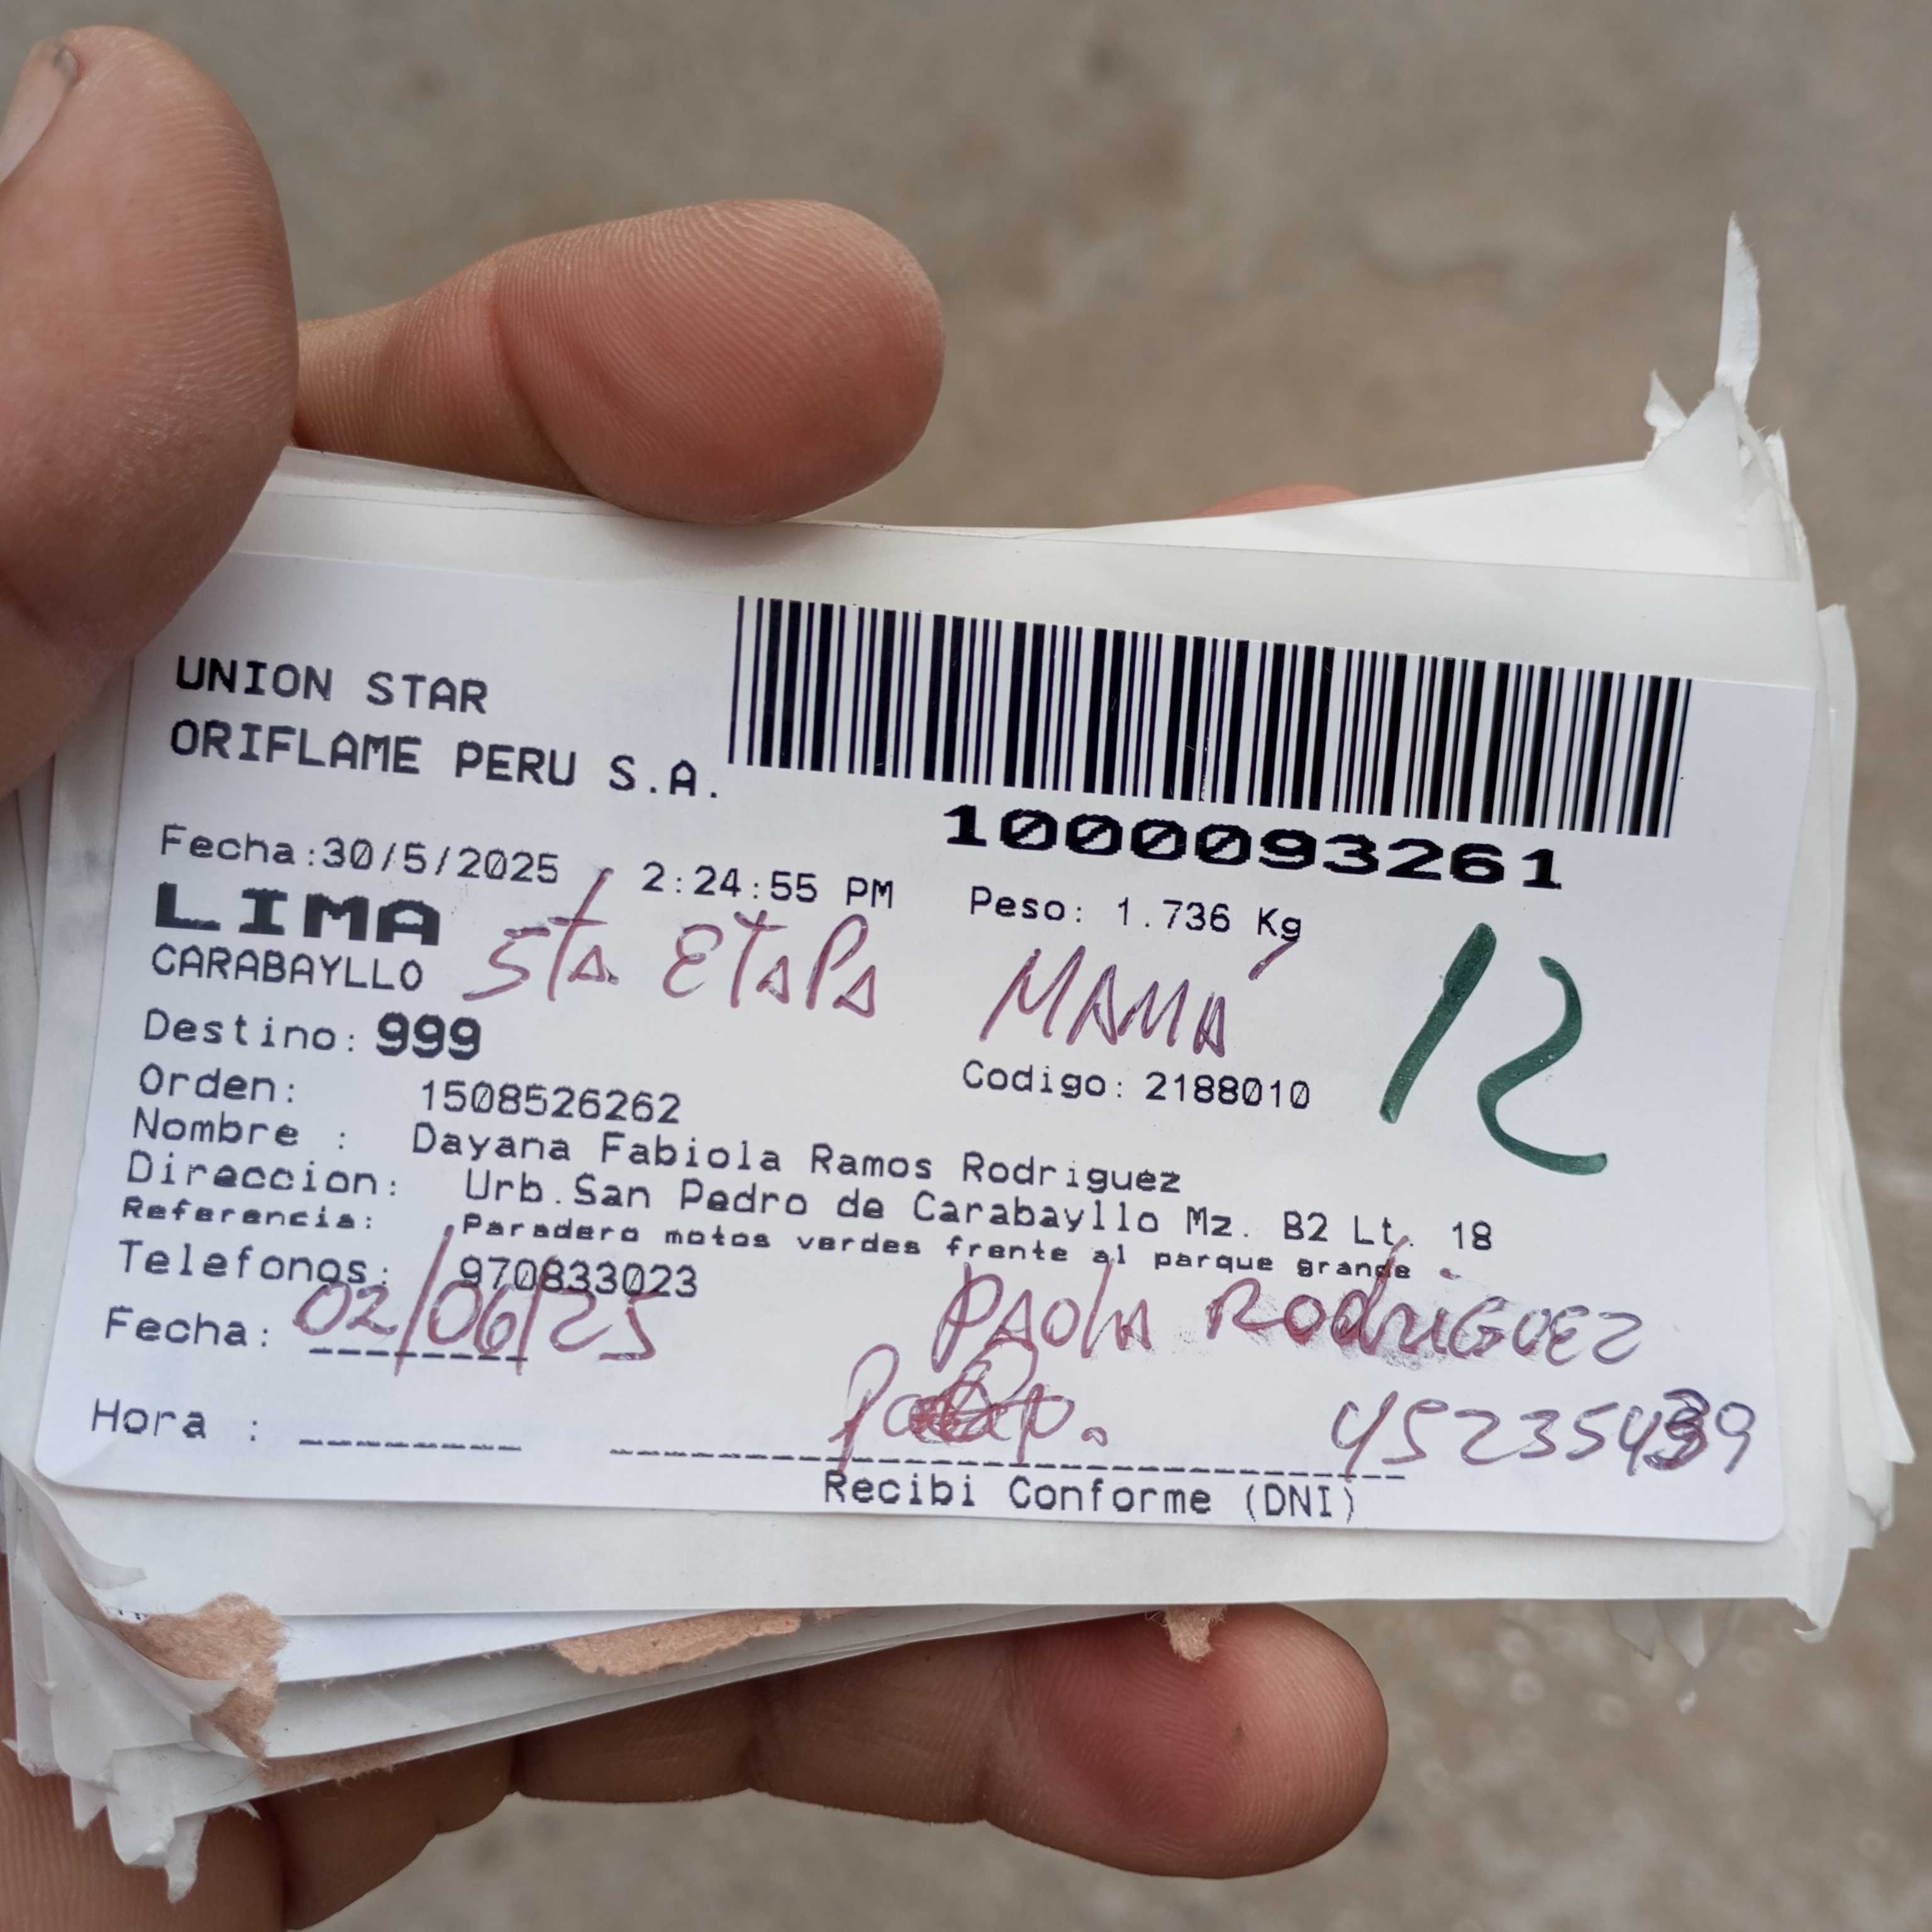 UNION STAR
ORIFLAME PERU S.A.
1000093261
Fecha:30/5/2025 2:24:55 PM Peso: 1.736 Kg
LIMA
CARABAYLLO 5ta ETAPA MAMÁ 12
Destino: 999
Codigo: 2188010
Orden: 1508526262
Nombre : Dayana Fabiola Ramos Rodriguez
Direccion: Urb.San Pedro de Carabayllo Mz. B2 Lt. 18
Referencia: Paradero motos verdes frente al parque grande
Telefonos: 970833023
Fecha: 02/06/25 PAOLA RODRIGUEZ
Hora :
Recibi Conforme (DNI)